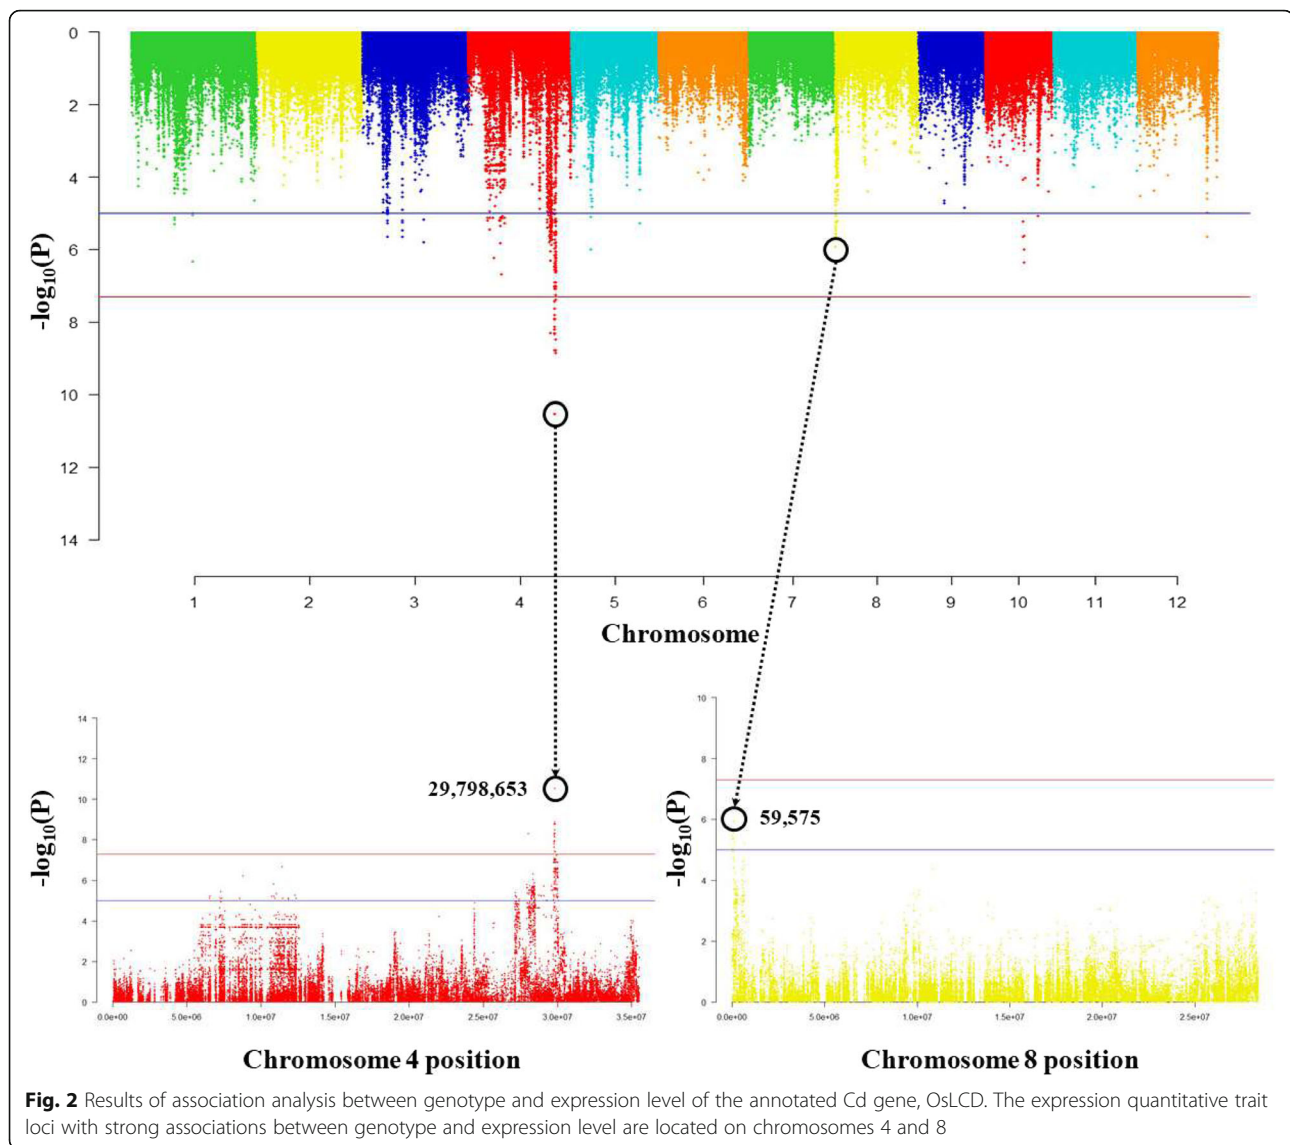 0
2
4
6
8
10
12
14
-log10(P)
1 2 3 4 5 6 7 8 9 10 11 12
Chromosome
14
12
10
8
6
4
2
0
-log10(P)
29,798,653
0.0e+00 5.0e+06 1.0e+07 1.5e+07 2.0e+07 2.5e+07 3.0e+07 3.5e+07
Chromosome 4 position
10
8
6
4
2
0
-log10(P)
59,575
0.0e+00 5.0e+06 1.0e+07 1.5e+07 2.0e+07 2.5e+07
Chromosome 8 position
Fig. 2 Results of association analysis between genotype and expression level of the annotated Cd gene, OsLCD. The expression quantitative trait
loci with strong associations between genotype and expression level are located on chromosomes 4 and 8